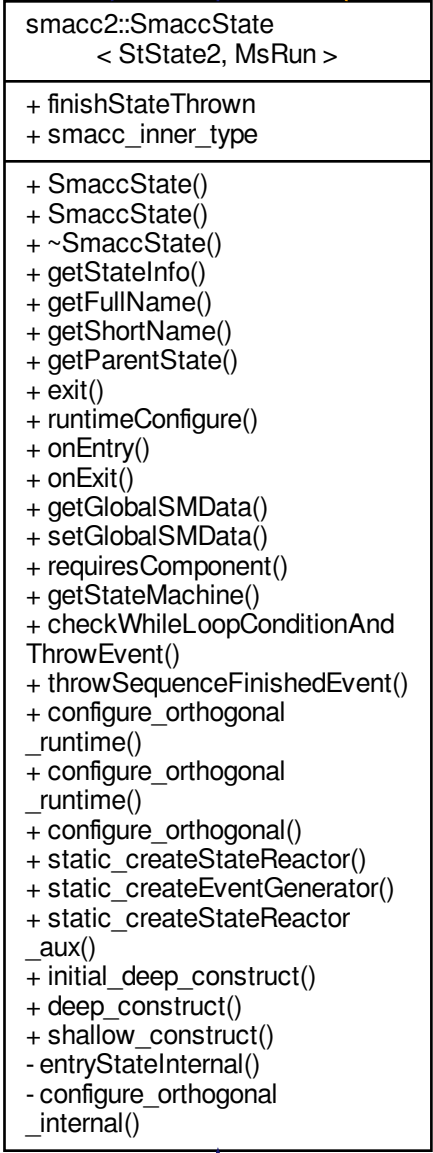 smacc2::SmaccState
< StState2, MsRun >
+ finishStateThrown
+ smacc_inner_type
+ SmaccState()
+ SmaccState()
+ ~SmaccState()
+ getStateInfo()
+ getFullName()
+ getShortName()
+ getParentState()
+ exit()
+ runtimeConfigure()
+ onEntry()
+ onExit()
+ getGlobalSMData()
+ setGlobalSMData()
+ requiresComponent()
+ getStateMachine()
+ checkWhileLoopConditionAnd
ThrowEvent()
+ throwSequenceFinishedEvent()
+ configure_orthogonal
_runtime()
+ configure_orthogonal
_runtime()
+ configure_orthogonal()
+ static_createStateReactor()
+ static_createEventGenerator()
+ static_createStateReactor
_aux()
+ initial_deep_construct()
+ deep_construct()
+ shallow_construct()
- entryStateInternal()
- configure_orthogonal
_internal()